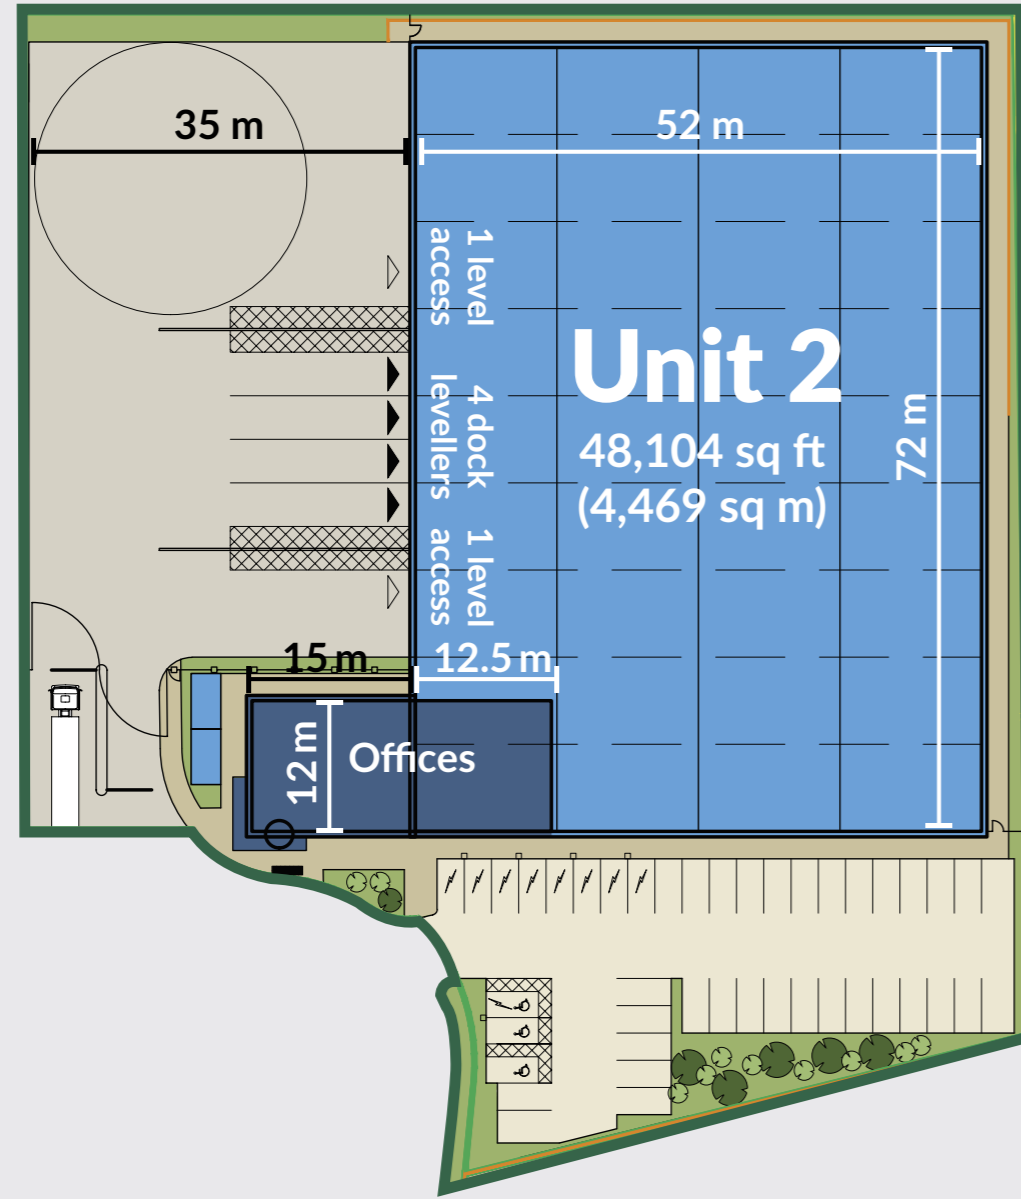 35 m
52 m
1 level
access
Unit 2
48,104 sq ft
(4,469 sq m)
72 m
4 dock
levellers
1 level
access
15 m
12.5 m
12 m
Offices